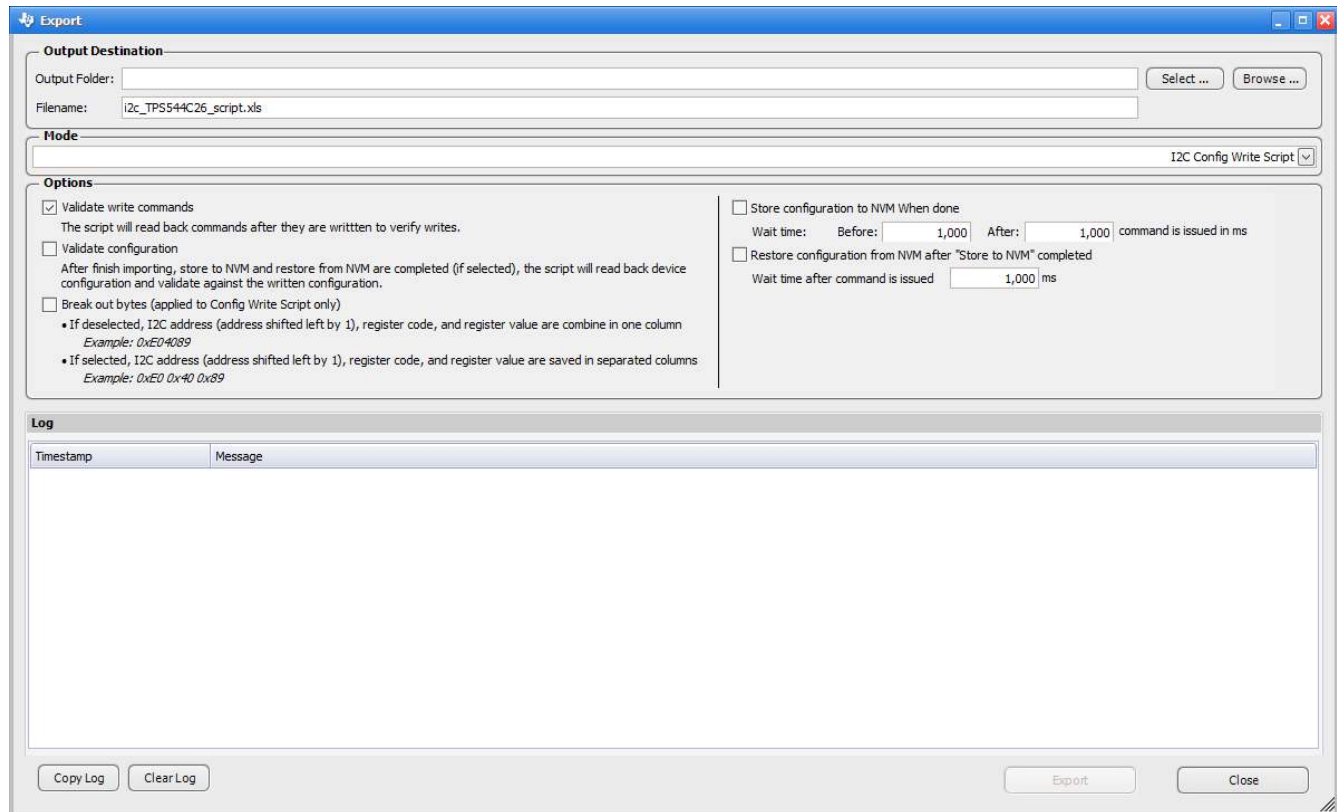 Export
Output Destination
Output Folder: Select ... Browse ...
Filename: i2c_TPS544C26_script.xls
Mode
I2C Config Write Script
Options
Validate write commands
The script will read back commands after they are writtten to verify writes.
Validate configuration
After finish importing, store to NVM and restore from NVM are completed (if selected), the script will read back device
configuration and validate against the written configuration.
Break out bytes (applied to Config Write Script only)
• If deselected, I2C address (address shifted left by 1), register code, and register value are combine in one column
Example: 0xE04089
• If selected, I2C address (address shifted left by 1), register code, and register value are saved in separated columns
Example: 0xE0 0x40 0x89
Store configuration to NVM When done
Wait time: Before: 1,000 After: 1,000 command is issued in ms
Restore configuration from NVM after "Store to NVM" completed
Wait time after command is issued 1,000 ms
Log
Timestamp Message
Copy Log Clear Log Export Close